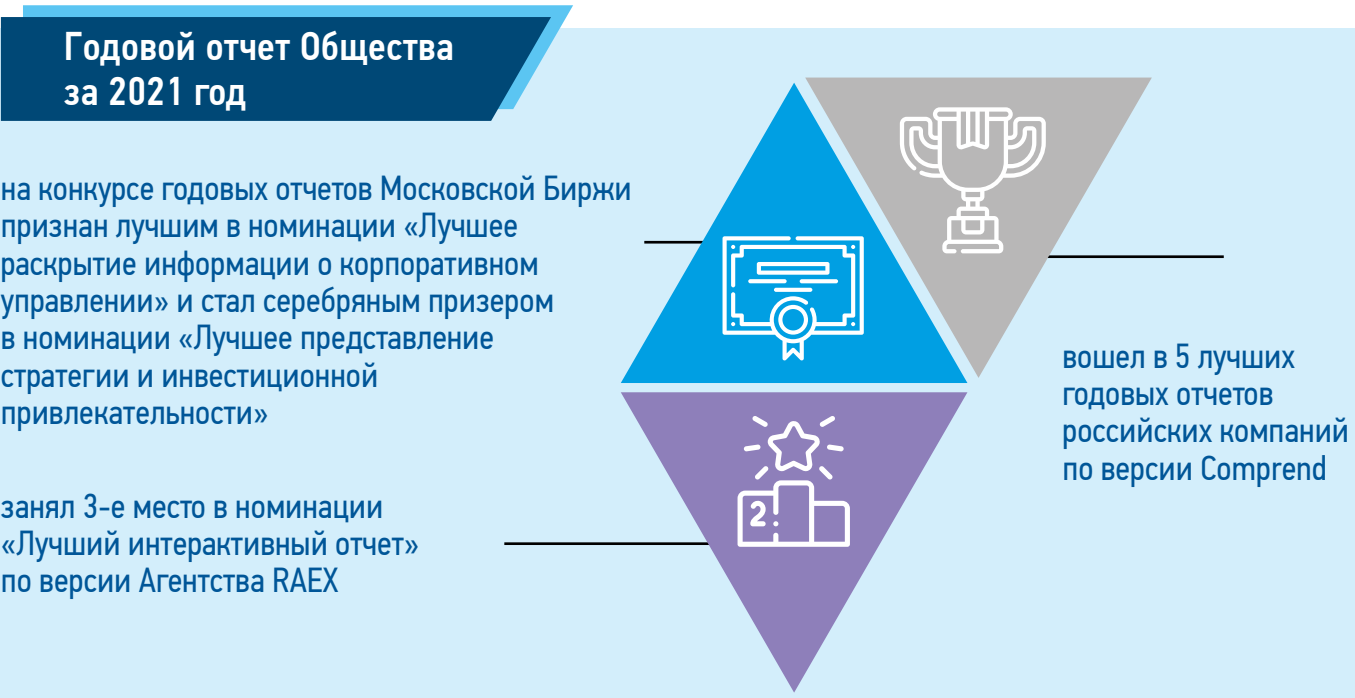 Годовой отчет Общества
за 2021 год
на конкурсе годовых отчетов Московской Биржи
признан лучшим в номинации «Лучшее
раскрытие информации о корпоративном
управлении» и стал серебряным призером
в номинации «Лучшее представление
стратегии и инвестиционной
привлекательности»
вошел в 5 лучших
годовых отчетов
российских компаний
по версии Comprend
занял 3-е место в номинации
«Лучший интерактивный отчет»
по версии Агентства RAEX
2